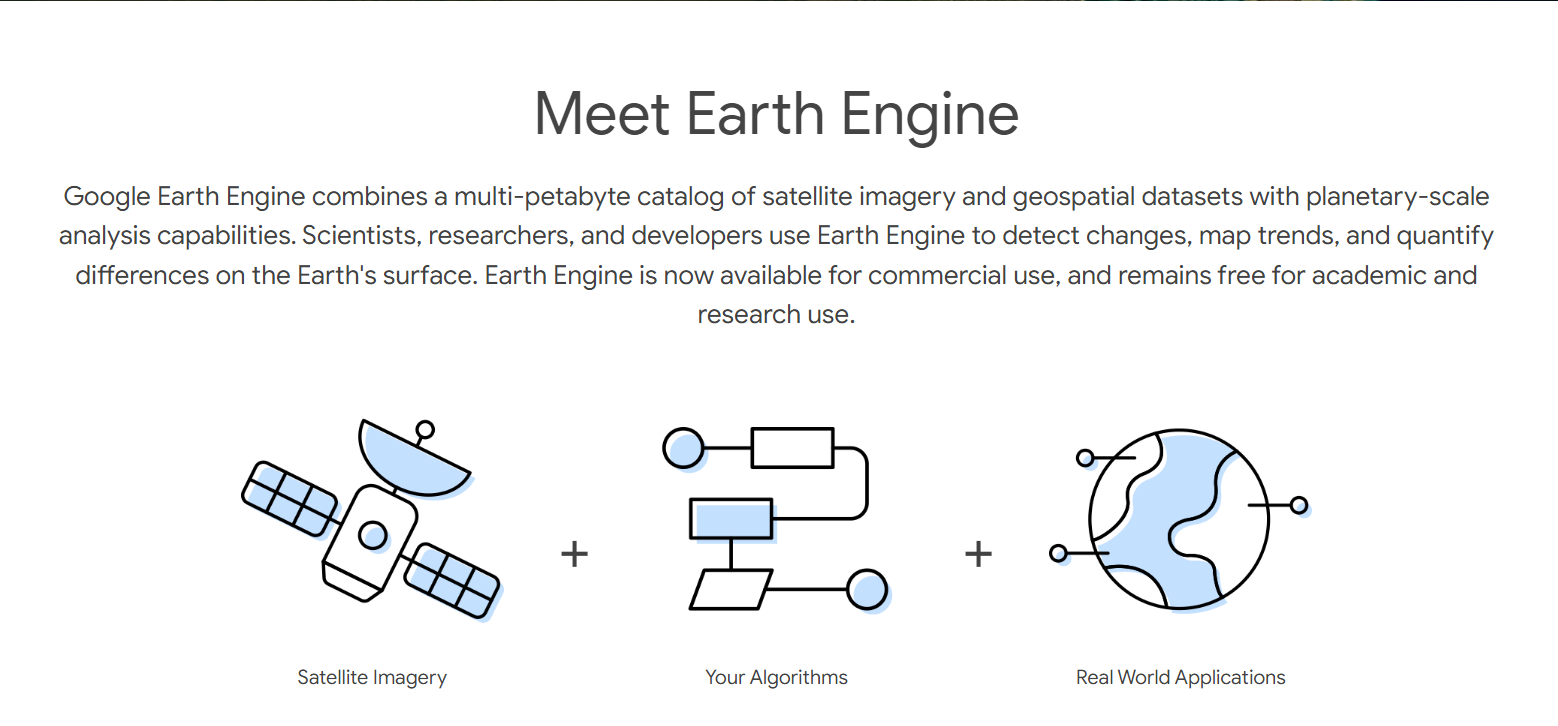 Meet Earth Engine
Google Earth Engine combines a multi-petabyte catalog of satellite imagery and geospatial datasets with planetary-scale
analysis capabilities. Scientists, researchers, and developers use Earth Engine to detect changes, map trends, and quantify
differences on the Earth's surface. Earth Engine is now available for commercial use, and remains free for academic and
research use.
+ +
Satellite Imagery Your Algorithms Real World Applications